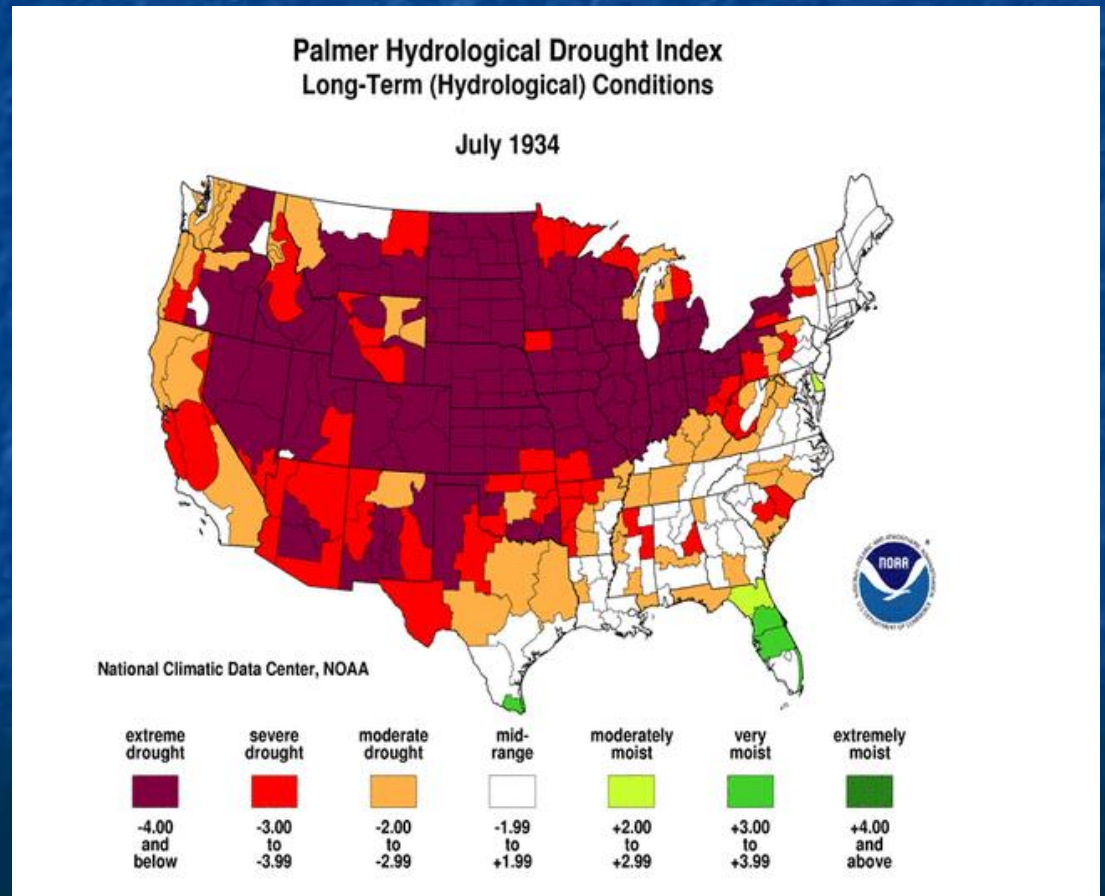 Palmer Hydrological Drought Index
Long-Term (Hydrological) Conditions
July 1934
NOAA
National Climatic Data Center, NOAA
extreme drought
severe drought
moderate drought
mid-range
moderately moist
very moist
extremely moist
-4.00 and below
-3.00 to -3.99
-2.00 to -2.99
-1.99 to +1.99
+2.00 to +2.99
+3.00 to +3.99
+4.00 and above